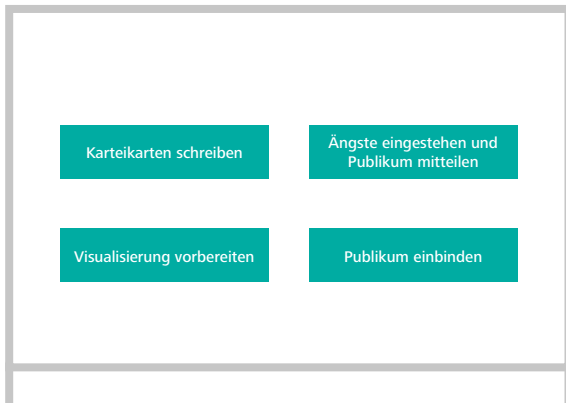 Karteikarten schreiben
Ängste eingestehen und
Publikum mitteilen
Visualisierung vorbereiten
Publikum einbinden